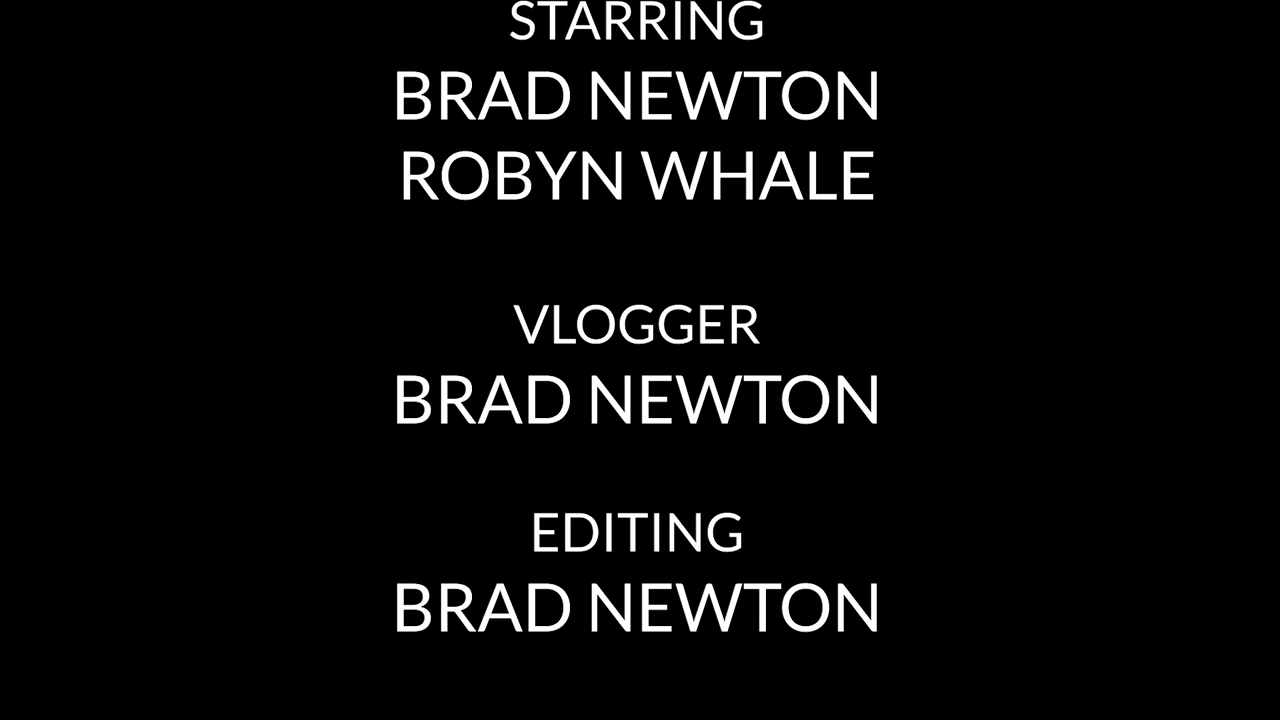 STARRING
BRAD NEWTON
ROBYN WHALE
VLOGGER
BRAD NEWTON
EDITING
BRAD NEWTON